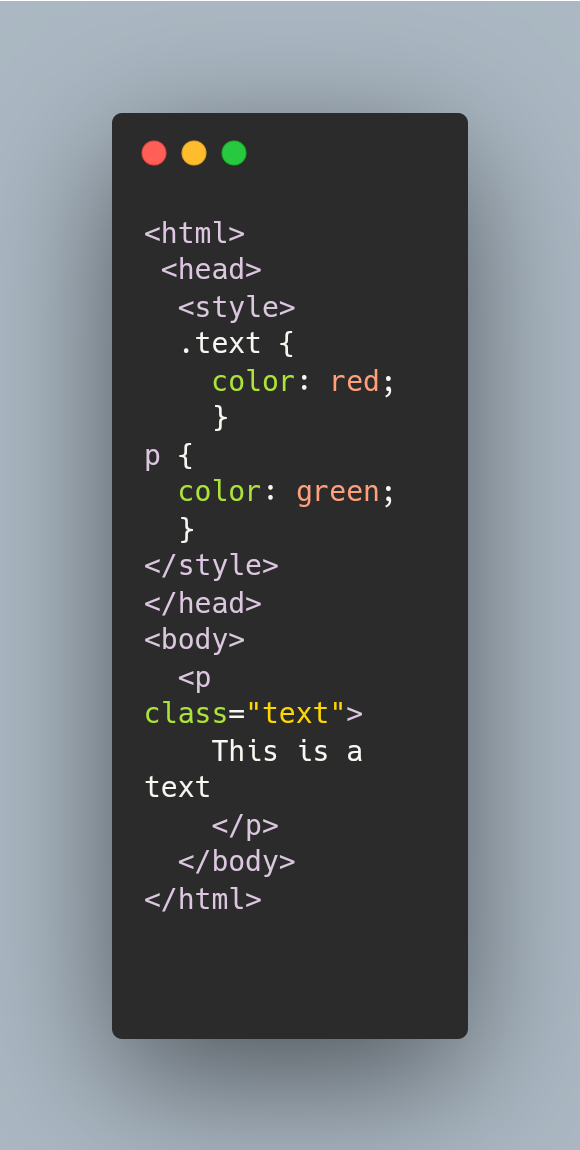 <html>
 <head>
  <style>
  .text {
    color: red;
    }
p {
  color: green;
  }
</style>
</head>
<body>
  <p
class="text">
    This is a
text
    </p>
  </body>
</html>